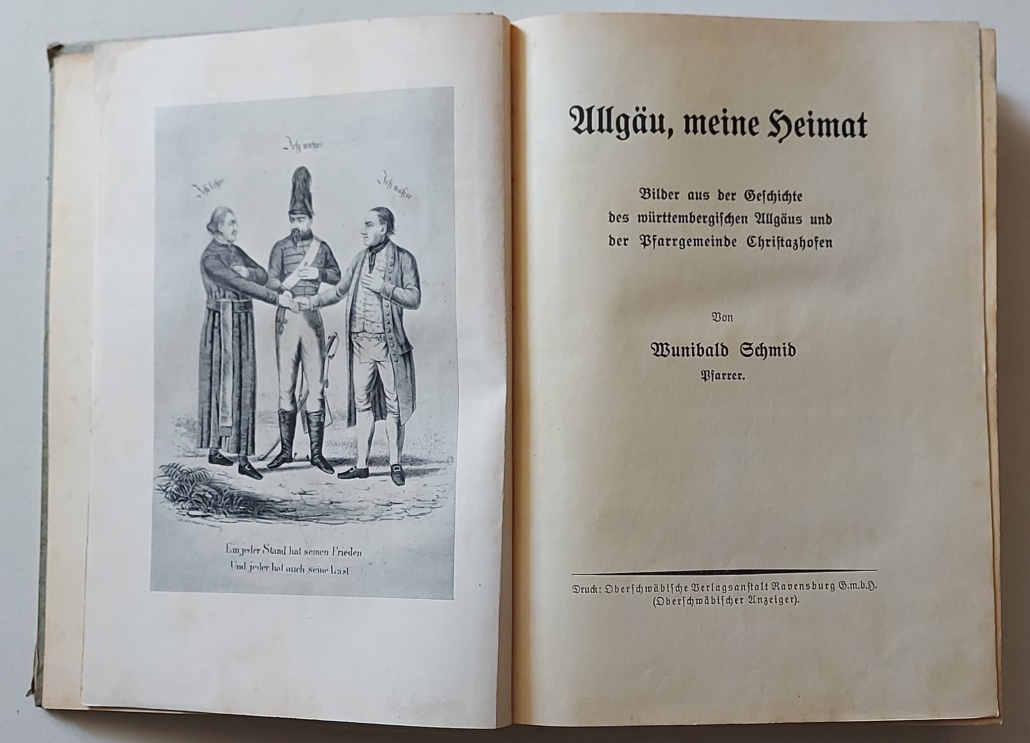 Ich lehre
Ich wehre
Ich nähre
Ein jeder Stand hat seinen Frieden
Und jeder hat auch seine Last
Allgäu, meine Heimat
Bilder aus der Geschichte
des württembergischen Allgäus und
der Pfarrgemeinde Christazhofen
Von
Wunibald Schmid
Pfarrer.
Druck: Oberschwäbische Verlagsanstalt Ravensburg G.m.b.H.
(Oberschwäbischer Anzeiger).